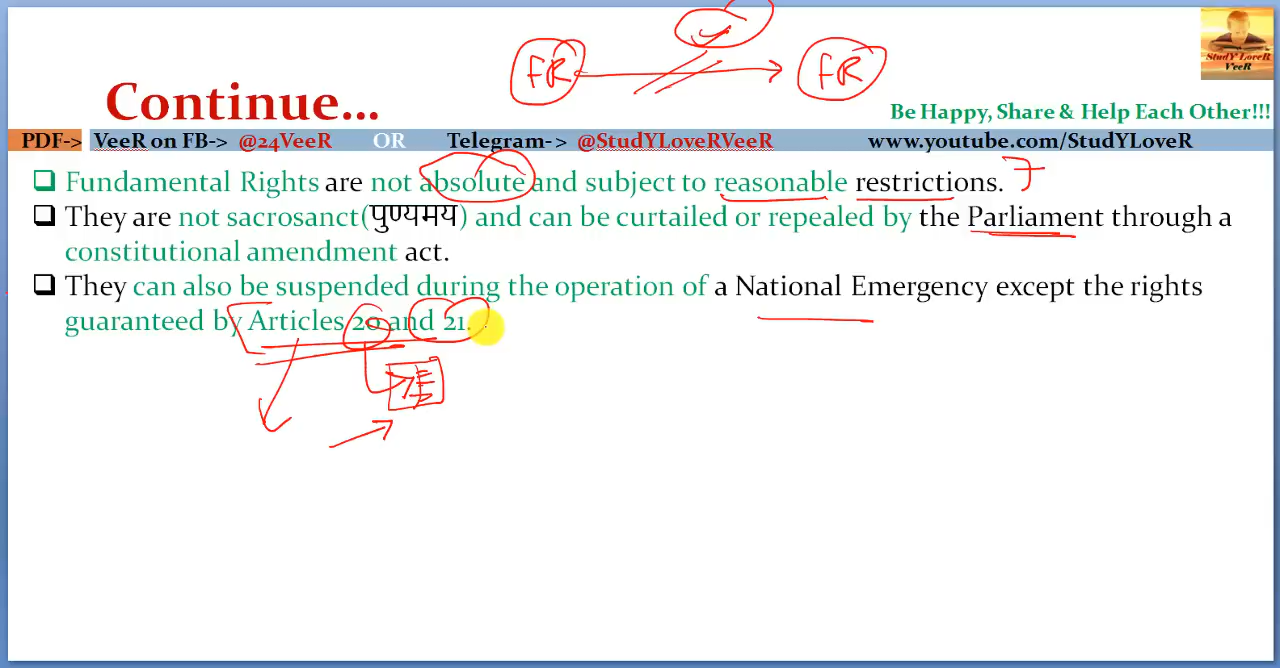 FR FR
StudY LoveR
VeeR
Continue...
Be Happy, Share & Help Each Other!!!
PDF-> VeeR on FB-> @24VeeR OR Telegram-> @StudYLoveRVeeR www.youtube.com/StudYLoveR
Fundamental Rights are not absolute and subject to reasonable restrictions.
They are not sacrosanct(पुण्यमय) and can be curtailed or repealed by the Parliament through a
constitutional amendment act.
They can also be suspended during the operation of a National Emergency except the rights
guaranteed by Articles 20 and 21.